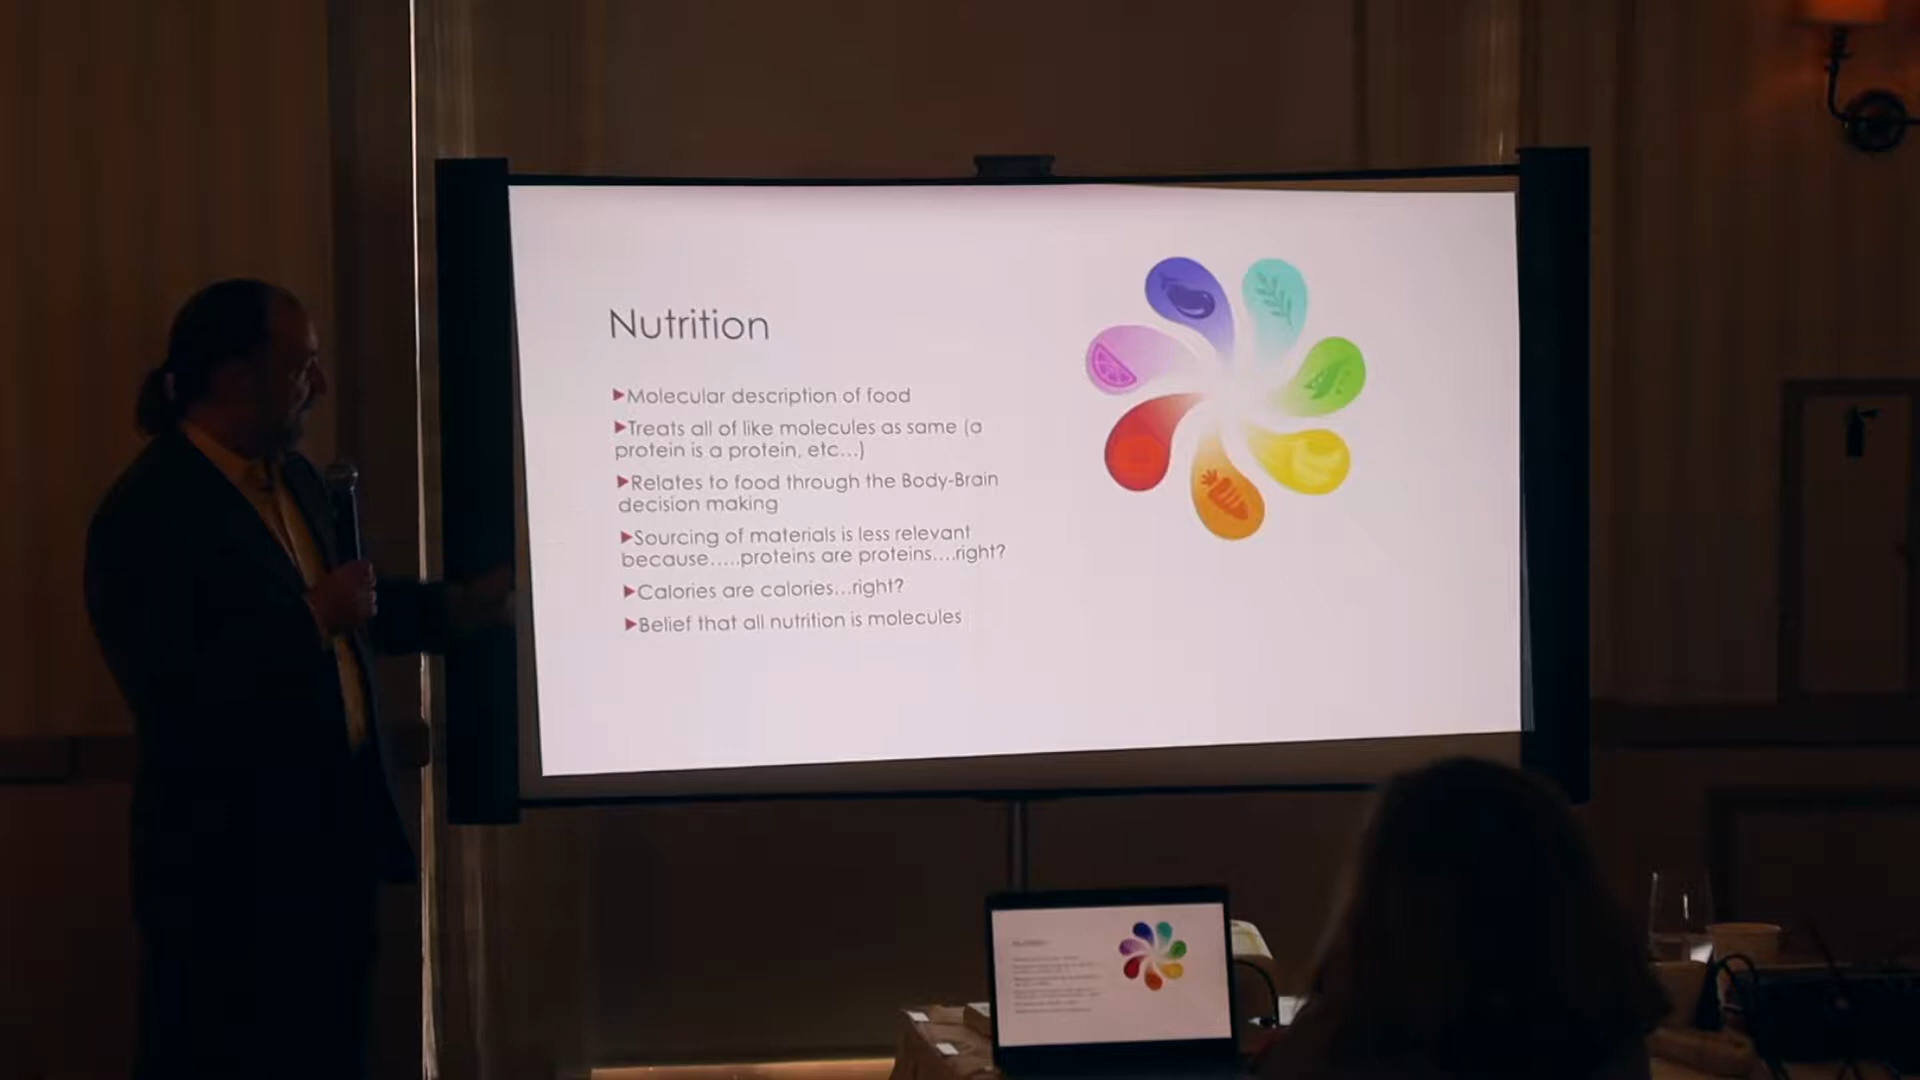 Nutrition
▶Molecular description of food
▶Treats all of like molecules as same (a
protein is a protein, etc...)
▶Relates to food through the Body-Brain
decision making
▶Sourcing of materials is less relevant
because.....proteins are proteins....right?
▶Calories are calories...right?
▶Belief that all nutrition is molecules